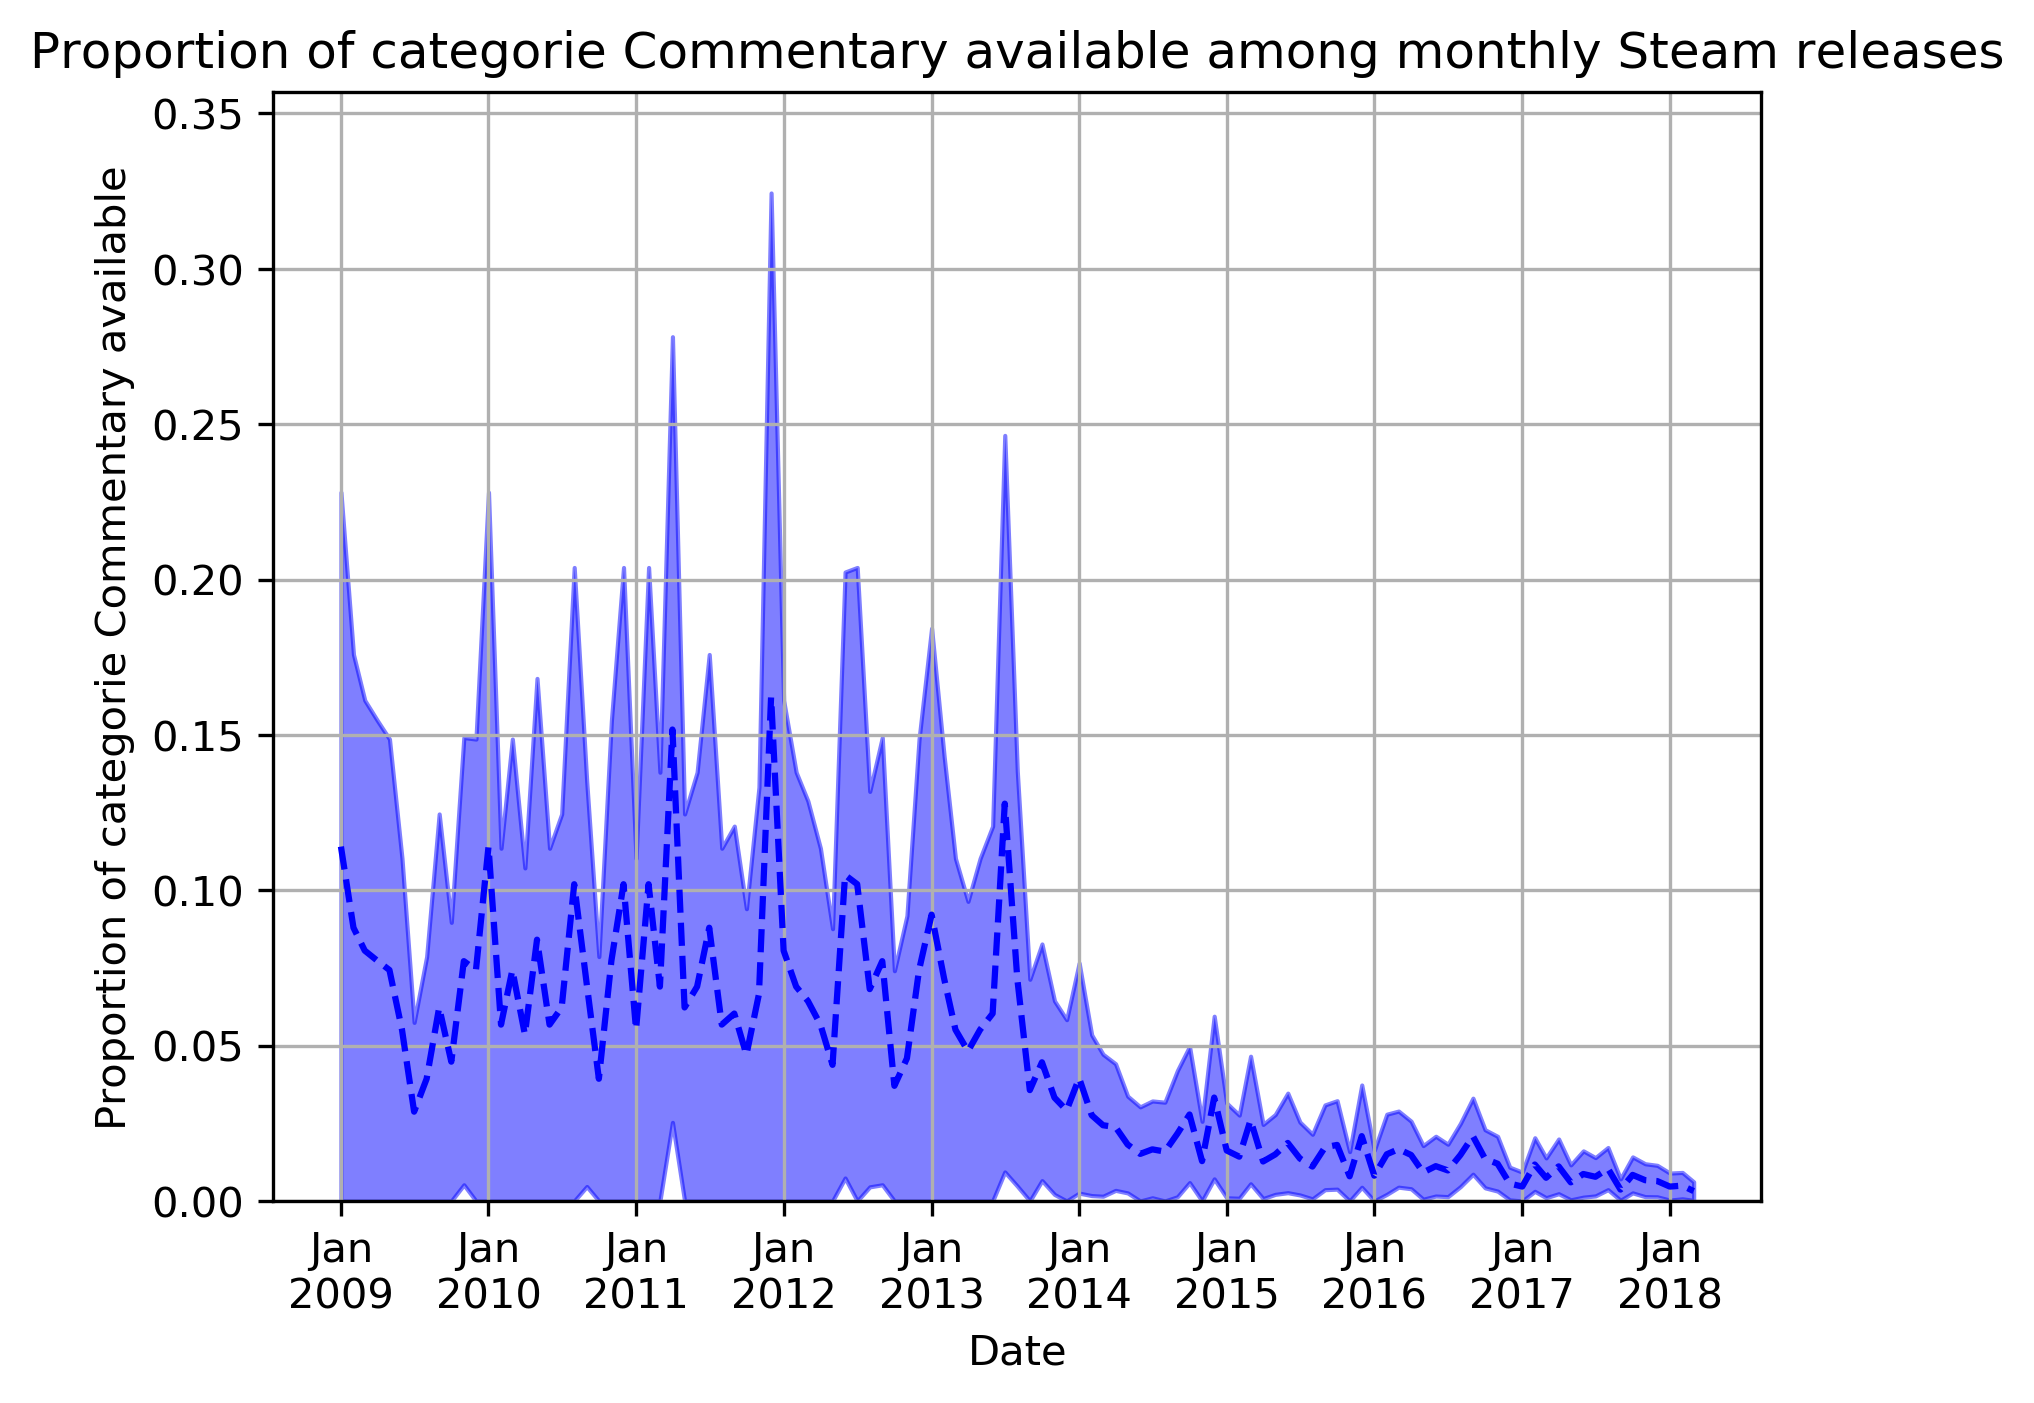 Proportion of categorie Commentary available among monthly Steam releases
Proportion of categorie Commentary available
0.35
0.30
0.25
0.20
0.15
0.10
0.05
0.00
Jan Jan Jan Jan Jan Jan Jan Jan Jan Jan
2009 2010 2011 2012 2013 2014 2015 2016 2017 2018
Date